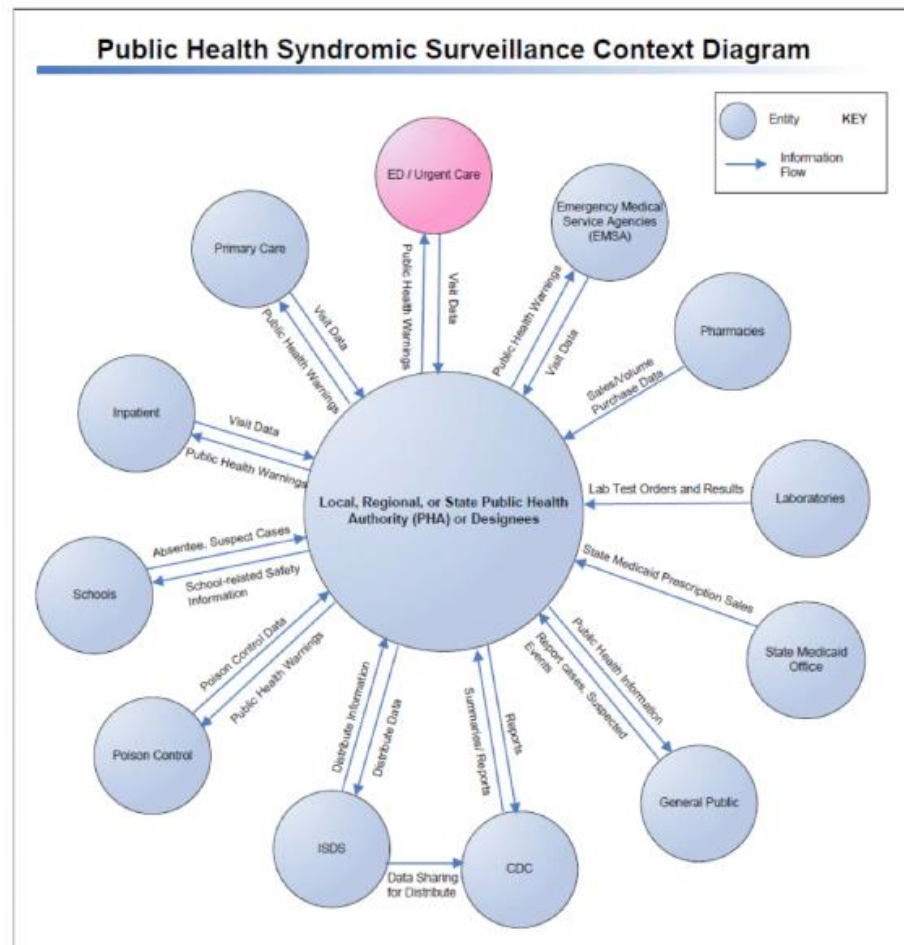 Public Health Syndromic Surveillance Context Diagram
Entity
KEY
Information
Flow
ED / Urgent Care
Emergency Medical
Service Agencies
(EMSA)
Primary Care
Pharmacies
Public Health Warnings
Visit Data
Public Health Warnings
Visit Data
Visit Data
Public Health Warnings
Sales/Volume
Purchase Data
Inpatient
Visit Data
Public Health Warnings
Local, Regional, or State Public Health
Authority (PHA) or Designees
Lab Test Orders and Results
Laboratories
Absentee, Suspect Cases
School-related Safety
Information
Schools
State Medicaid Prescription Sales
State Medicaid
Office
Poison Control Data
Public Health Warnings
Poison Control
Public Health Information
Report cases, Suspected
Events
General Public
Distribute Information
Distribute Data
Summaries/ Reports
Reports
ISDS
CDC
Data Sharing
for Distribute